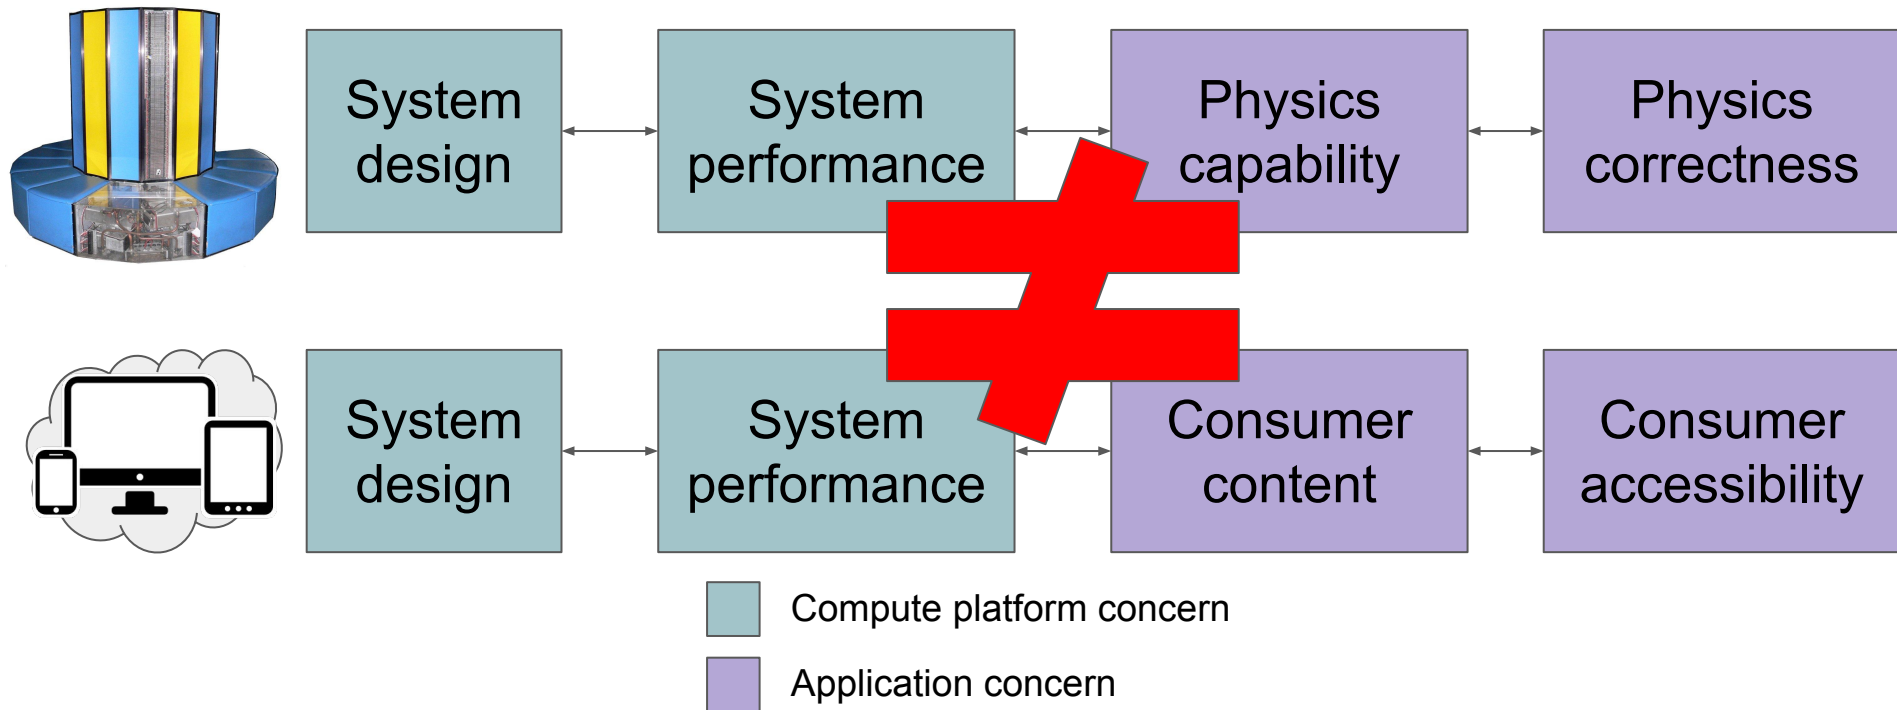 System
design
System
performance
Physics
capability
Physics
correctness
System
design
System
performance
Consumer
content
Consumer
accessibility
Compute platform concern
Application concern